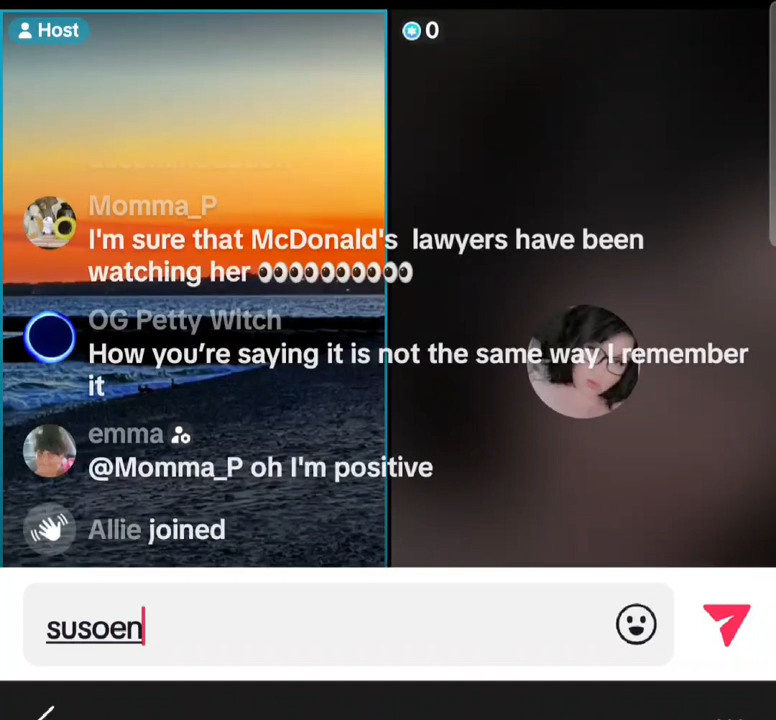 Host
0
Momma_P
I'm sure that McDonald's lawyers have been
watching her 👀👀👀👀👀
OG Petty Witch
How you’re saying it is not the same way I remember
it
emma
@Momma_P oh I'm positive
Allie joined
susoen